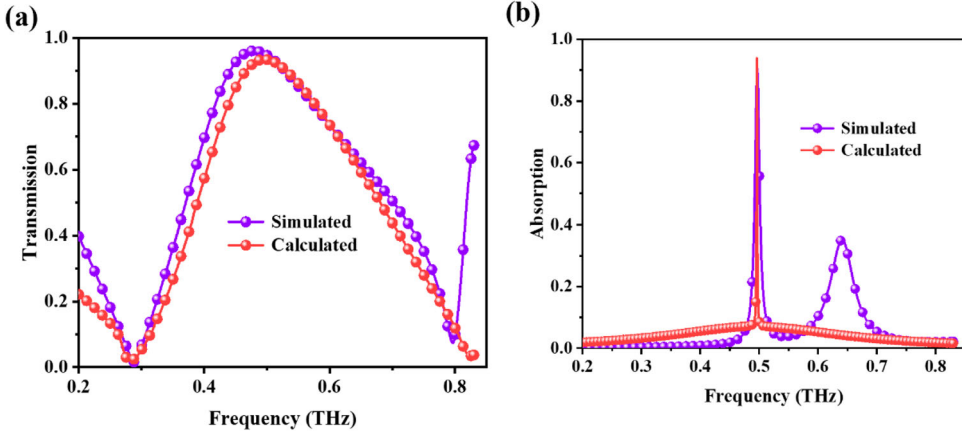 (a)
1.0
0.8
0.6
0.4
0.2
0.0
Transmission
Simulated
Calculated
0.2
0.4
0.6
0.8
Frequency (THz)
(b)
1.0
0.8
0.6
0.4
0.2
0.0
Absorption
Simulated
Calculated
0.2
0.3
0.4
0.5
0.6
0.7
0.8
Frequency (THz)